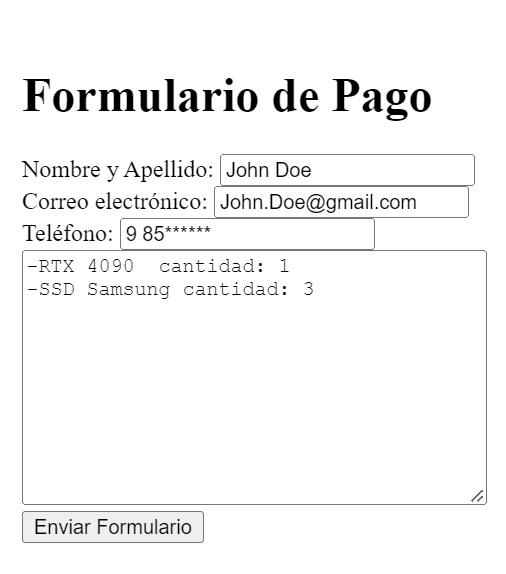 Formulario de Pago
Nombre y Apellido: John Doe
Correo electrónico: John.Doe@gmail.com
Teléfono: 9 85******
-RTX 4090  cantidad: 1
-SSD Samsung cantidad: 3
Enviar Formulario